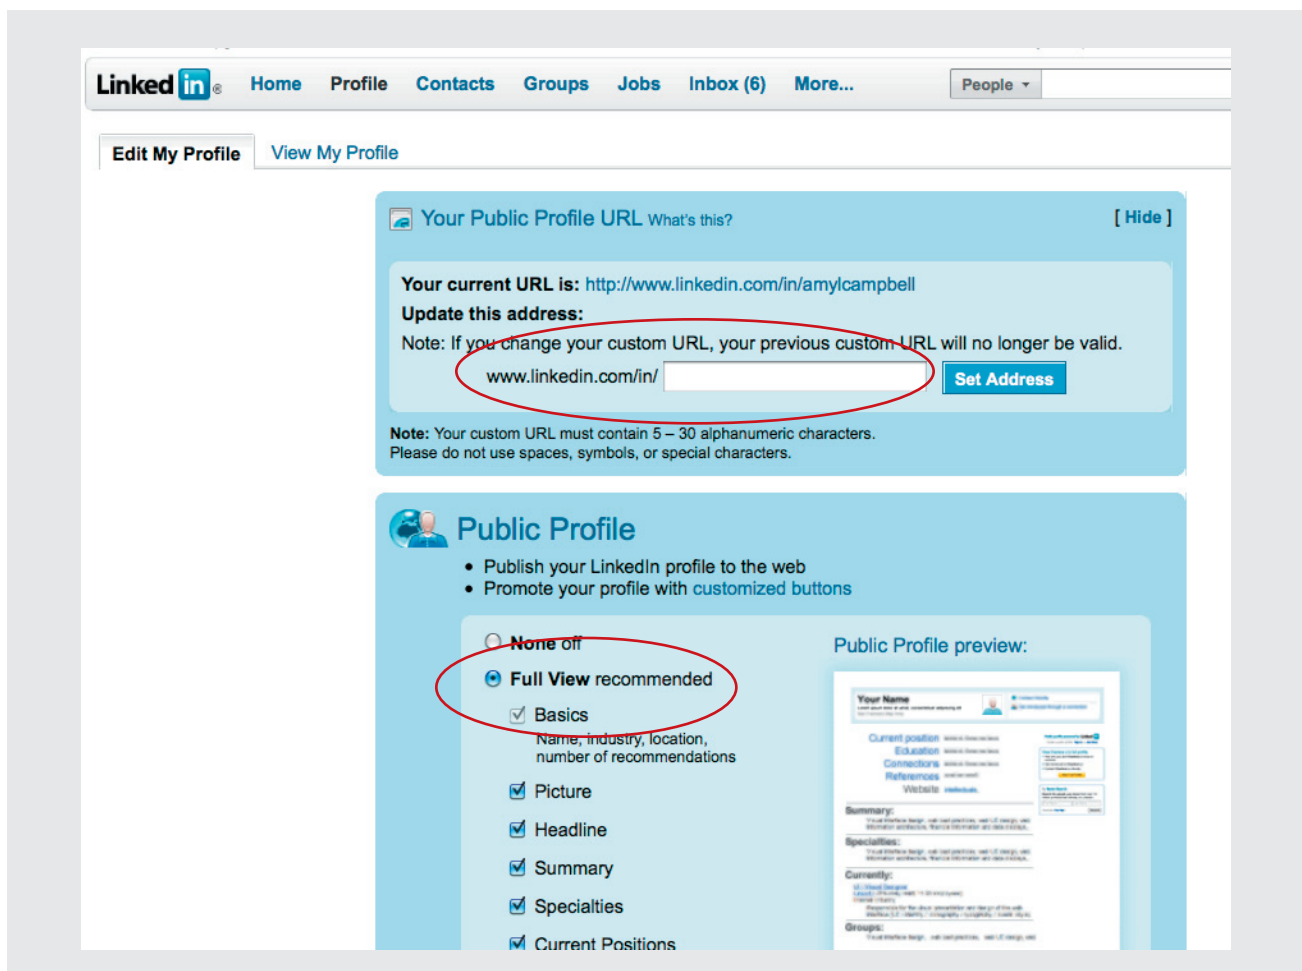 Linked in ®
Home Profile Contacts Groups Jobs Inbox (6) More...
People
Edit My Profile
View My Profile
Your Public Profile URL What's this?
[ Hide ]
Your current URL is: http://www.linkedin.com/in/amylcampbell
Update this address:
Note: If you change your custom URL, your previous custom URL will no longer be valid.
www.linkedin.com/in/
Set Address
Note: Your custom URL must contain 5 – 30 alphanumeric characters.
Please do not use spaces, symbols, or special characters.
Public Profile
• Publish your LinkedIn profile to the web
• Promote your profile with customized buttons
None off
Full View recommended
Basics
Name, industry, location,
number of recommendations
Picture
Headline
Summary
Specialties
Current Positions
Public Profile preview:
Your Name
Current position
Education
Connections
References
Website
Summary:
Specialties:
Currently:
Groups: